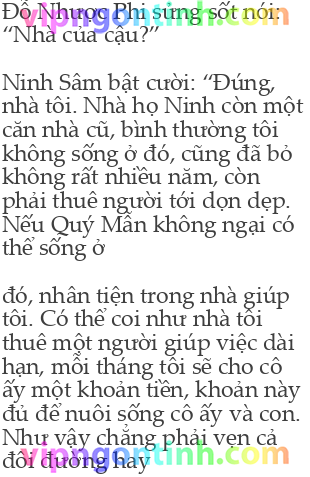 Đỗ Nhược Phi sửng sốt nói:
“Nhà của cậu?”
Ninh Sâm bật cười: “Đúng,
nhà tôi. Nhà họ Ninh còn một
căn nhà cũ, bình thường tôi
không sống ở đó, cũng đã bỏ
không rất nhiều năm, còn
phải thuê người tới dọn dẹp.
Nếu Quý Mẫn không ngại có
thể sống ở
đó, nhân tiện trong nhà giúp
tôi. Có thể coi như nhà tôi
thuê một người giúp việc dài
hạn, mỗi tháng tôi sẽ cho cô
ấy một khoản tiền, khoản này
đủ để nuôi sống cô ấy và con.
Như vậy chẳng phải vẹn cả
đôi đường hay
vipngontinh.com
vipngontinh.com